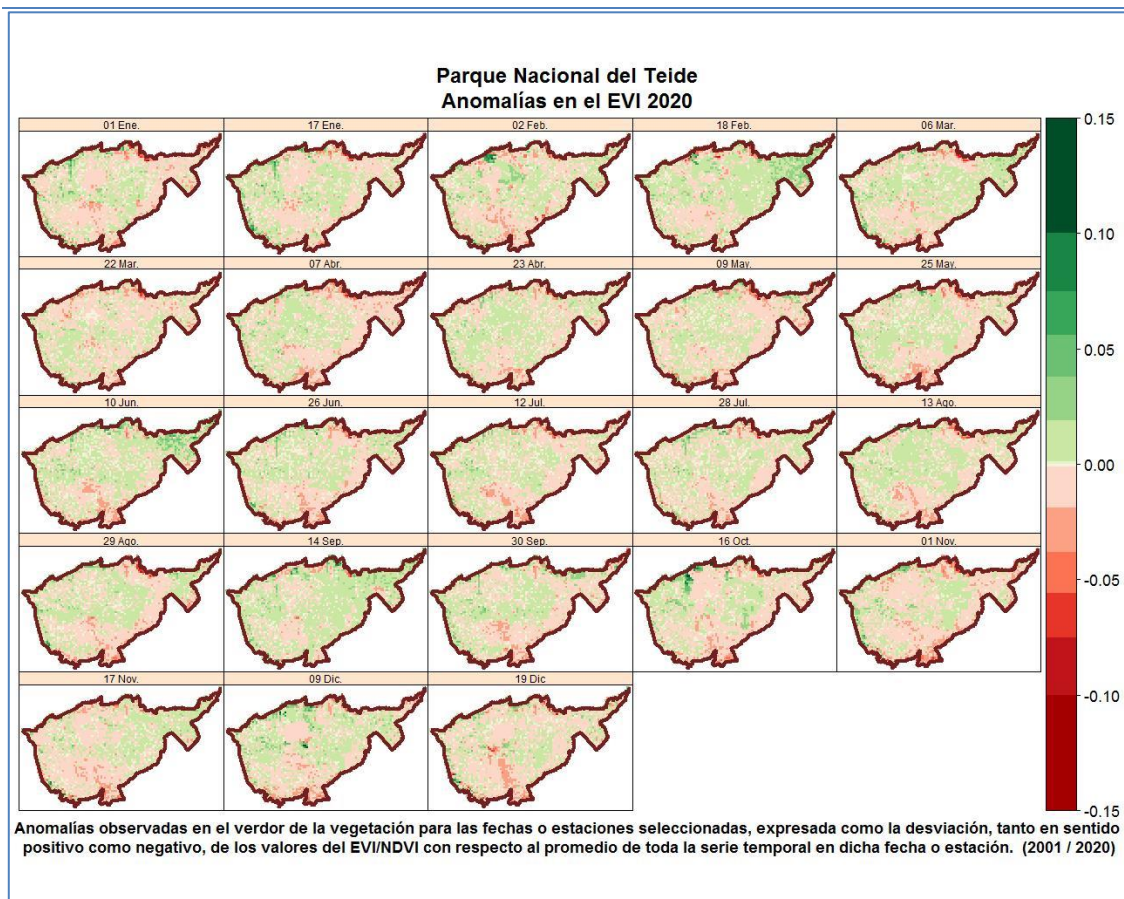 Parque Nacional del Teide
Anomalías en el EVI 2020
01 Ene. 17 Ene. 02 Feb. 18 Feb. 06 Mar.
22 Mar. 07 Abr. 23 Abr. 09 May. 25 May.
10 Jun. 26 Jun. 12 Jul. 28 Jul. 13 Ago.
29 Ago. 14 Sep. 30 Sep. 16 Oct. 01 Nov.
17 Nov. 09 Dic. 19 Dic
0.15
0.10
0.05
0.00
-0.05
-0.10
-0.15
Anomalías observadas en el verdor de la vegetación para las fechas o estaciones seleccionadas, expresada como la desviación, tanto en sentido
positivo como negativo, de los valores del EVI/NDVI con respecto al promedio de toda la serie temporal en dicha fecha o estación. (2001 / 2020)